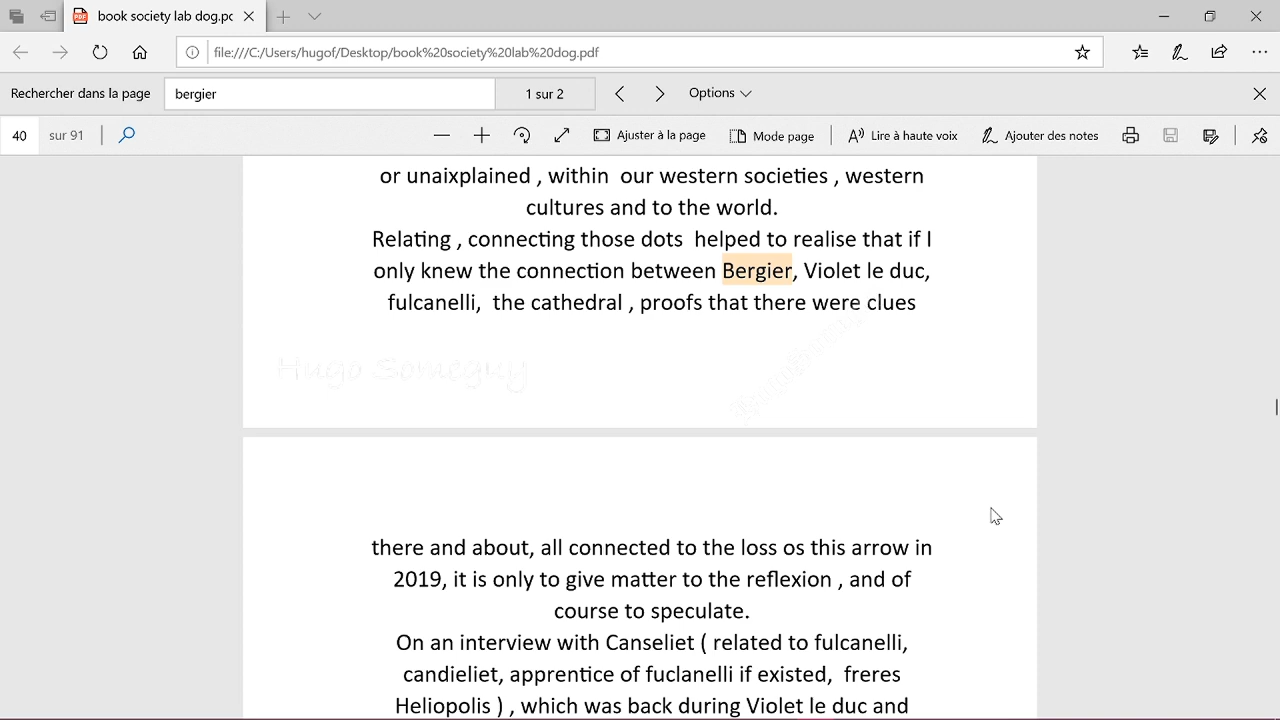 book society lab dog.pc
file:///C:/Users/hugof/Desktop/book%20society%20lab%20dog.pdf
Rechercher dans la page bergier 1 sur 2 Options
40 sur 91 Ajuster à la page Mode page Lire à haute voix Ajouter des notes
or unaixplained , within our western societies , western
cultures and to the world.
Relating , connecting those dots helped to realise that if I
only knew the connection between Bergier, Violet le duc,
fulcanelli, the cathedral , proofs that there were clues
Hugo Somegky
there and about, all connected to the loss os this arrow in
2019, it is only to give matter to the reflexion , and of
course to speculate.
On an interview with Canseliet ( related to fulcanelli,
candieliet, apprentice of fuclanelli if existed, freres
Heliopolis ) , which was back during Violet le duc and